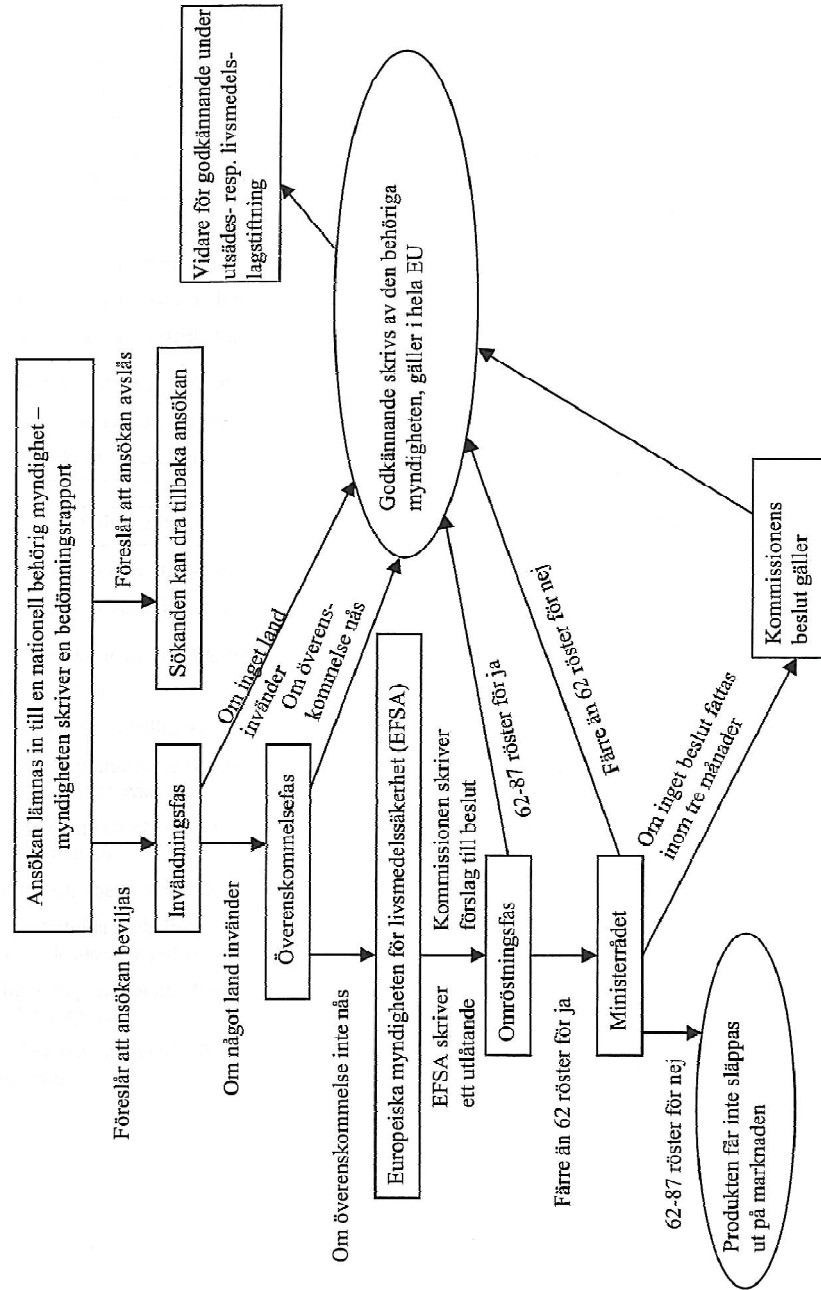 Ansökan lämnas in till en nationell behörig myndighet –
myndigheten skriver en bedömningsrapport
Föreslår att ansökan beviljas
Föreslår att ansökan avslås
Invändningsfas
Sökanden kan dra tillbaka ansökan
Vidare för godkännande under
utsädes- resp. livsmedels-
lagstiftning
Om något land invänder
Om inget land
invänder
Överenskommelsefas
Om överens-
kommelse nås
Om överenskommelse inte nås
Europeiska myndigheten för livsmedelssäkerhet (EFSA)
Godkännande skrivs av den behöriga
myndigheten, gäller i hela EU
EFSA skriver
ett utlåtande
Kommissionen skriver
förslag till beslut
Omröstningsfas
62-87 röster för ja
Färre än 62 röster för ja
Färre än 62 röster för nej
Ministerrådet
62-87 röster för nej
Om inget beslut fattas
inom tre månader
Kommissionens
beslut gäller
Produkten får inte släppas
ut på marknaden